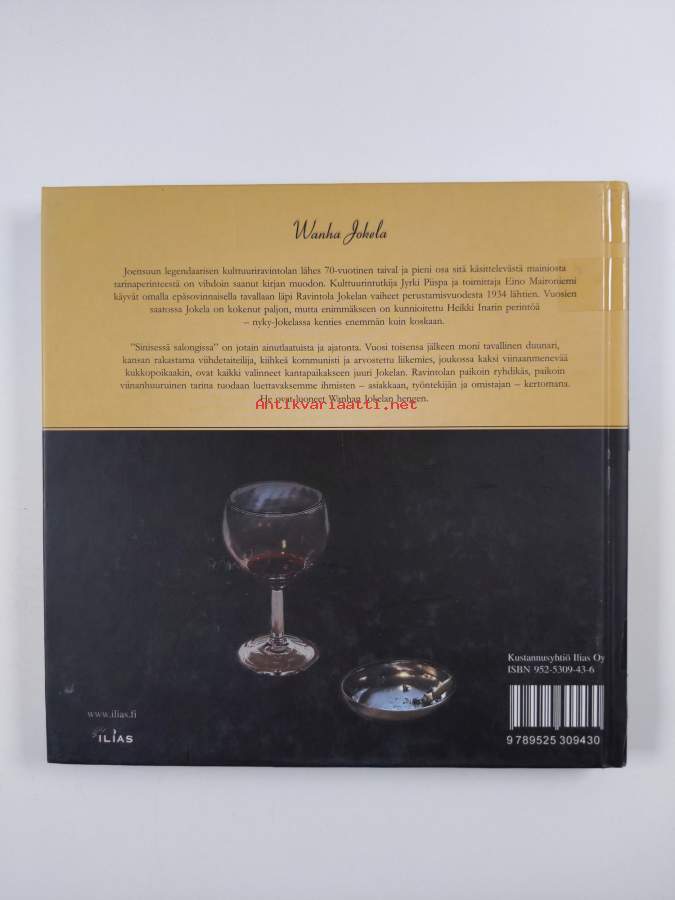 Wanha Jokela
Joensuun legendaarisen kulttuuriravintolan lähes 70-vuotinen taival ja pieni osa sitä käsittelevästä mainiosta
tarinaperinteestä on vihdoin saanut kirjan muodon. Kulttuurintutkija Jyrki Piispa ja toimittaja Eino Maironiemi
käyvät omalla epäsovinnaisella tavallaan läpi Ravintola Jokelan vaiheet perustamisvuodesta 1934 lähtien. Vuosien
saatossa Jokela on kokenut paljon, mutta enimmäkseen on kunnioitettu Heikki Inarin perintöä
– nyky-Jokelassa kenties enemmän kuin koskaan.
”Sinisessä salongissa” on jotain ainutlaatuista ja ajatonta. Vuosi toisensa jälkeen moni tavallinen duunari,
kansan rakastama viihdetaiteilija, kiihkeä kommunisti ja arvostettu liikemies, joukossa kaksi viinaanmenevää
kukkopoikaakin, ovat kaikki valinneet kantapaikakseen juuri Jokelan. Ravintolan paikoin ryhdikäs, paikoin
viinanhuuruinen tarina tuodaan luettavaksemme ihmisten – asiakkaan, työntekijän ja omistajan – kertomana.
He ovat luoneet Wanhan Jokelan hengen.
Antikvariaatti.net
Kustannusyhtiö Ilias Oy
ISBN 952-5309-43-6
www.ilias.fi
ILIAS
9 789525 309430